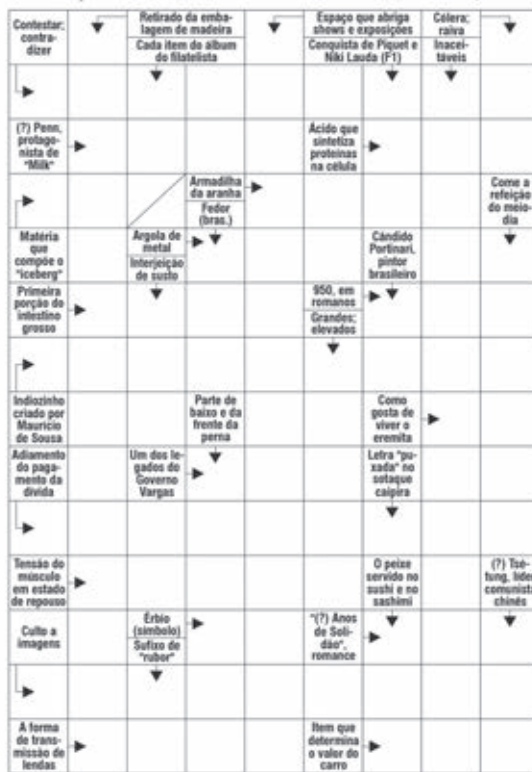 Contestar;
contra-
dizer
Retirado da emba-
lagem de madeira
Cada item do álbum
do filatelista
Espaço que abriga
shows e exposições
Conquista de Piquet e
Niki Lauda (F1)
Cólera;
raiva
Inacei-
táveis
(?) Penn,
protago-
nista de
"Milk"
Ácido que
sintetiza
proteínas
na célula
Armadilha
da aranha
Fedor
(bras.)
Come a
refeição
do meio-
dia
Matéria
que
compõe o
"iceberg"
Argola de
metal
Interjeição
de susto
Cândido
Portinari,
pintor
brasileiro
Primeira
porção do
intestino
grosso
950, em
romanos
Grandes;
elevados
Indiozinho
criado por
Mauricio
de Sousa
Parte de
baixo e da
frente da
perna
Como
gosta de
viver o
eremita
Adiamento
do paga-
mento da
dívida
Um dos le-
gados do
Governo
Vargas
Letra "pu-
xada" no
sotaque
caipira
Tensão do
músculo
em estado
de repouso
O peixe
servido no
sushi e no
sashimi
(?) Tsé-
tung, líder
comunista
chinês
Culto a
imagens
Érbio
(símbolo)
Sufixo de
"rubor"
"(?) Anos
de Soli-
dão",
romance
A forma
de trans-
missão de
lendas
Item que
determina
o valor do
carro